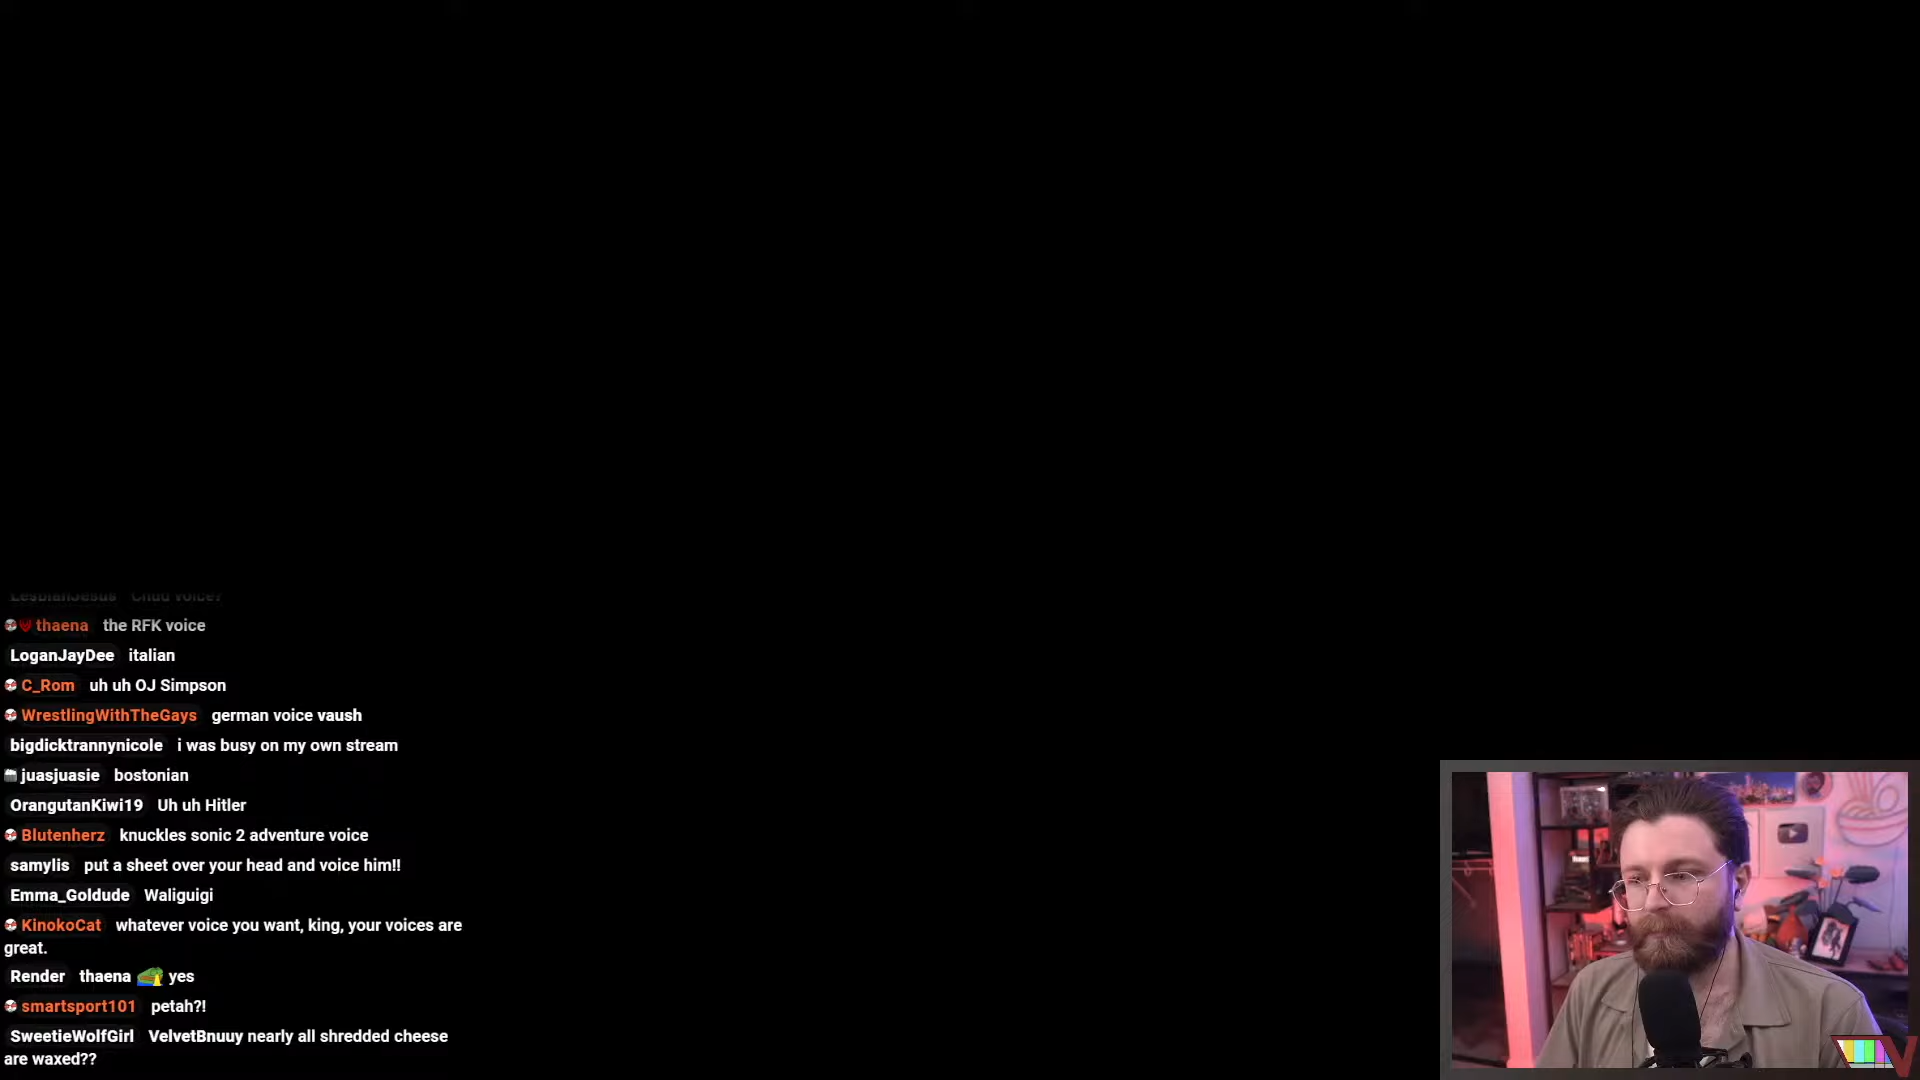 LesbianJesus Chud voice?
thaena the RFK voice
LoganJayDee italian
C_Rom uh uh OJ Simpson
WrestlingWithTheGays german voice vaush
bigdicktrannynicole i was busy on my own stream
juasjuasie bostonian
OrangutanKiwi19 Uh uh Hitler
Blutenherz knuckles sonic 2 adventure voice
samylis put a sheet over your head and voice him!!
Emma_Goldude Waliguigi
KinokoCat whatever voice you want, king, your voices are
great.
Render thaena yes
smartsport101 petah?!
SweetieWolfGirl VelvetBnuuy nearly all shredded cheese
are waxed??
V